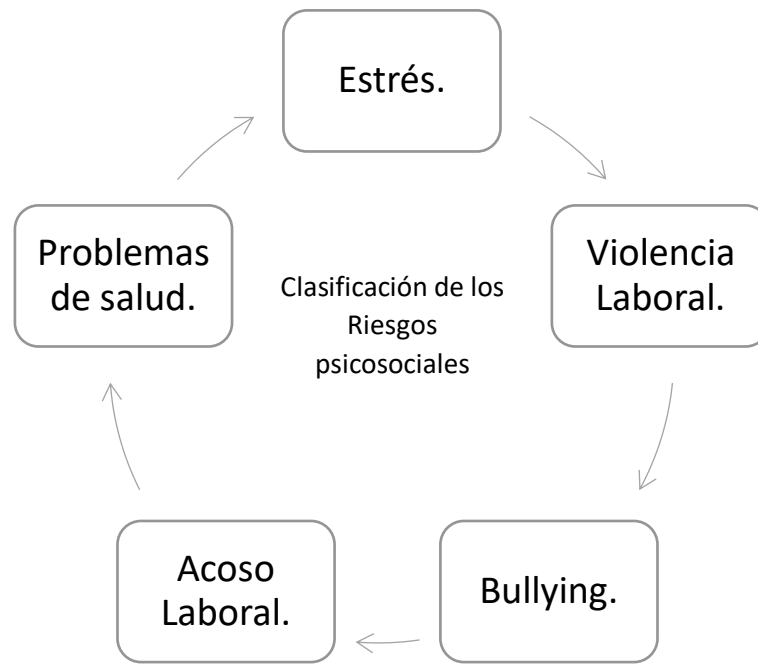 Estrés.
Violencia
Laboral.
Bullying.
Acoso
Laboral.
Problemas
de salud.
Clasificación de los
Riesgos
psicosociales